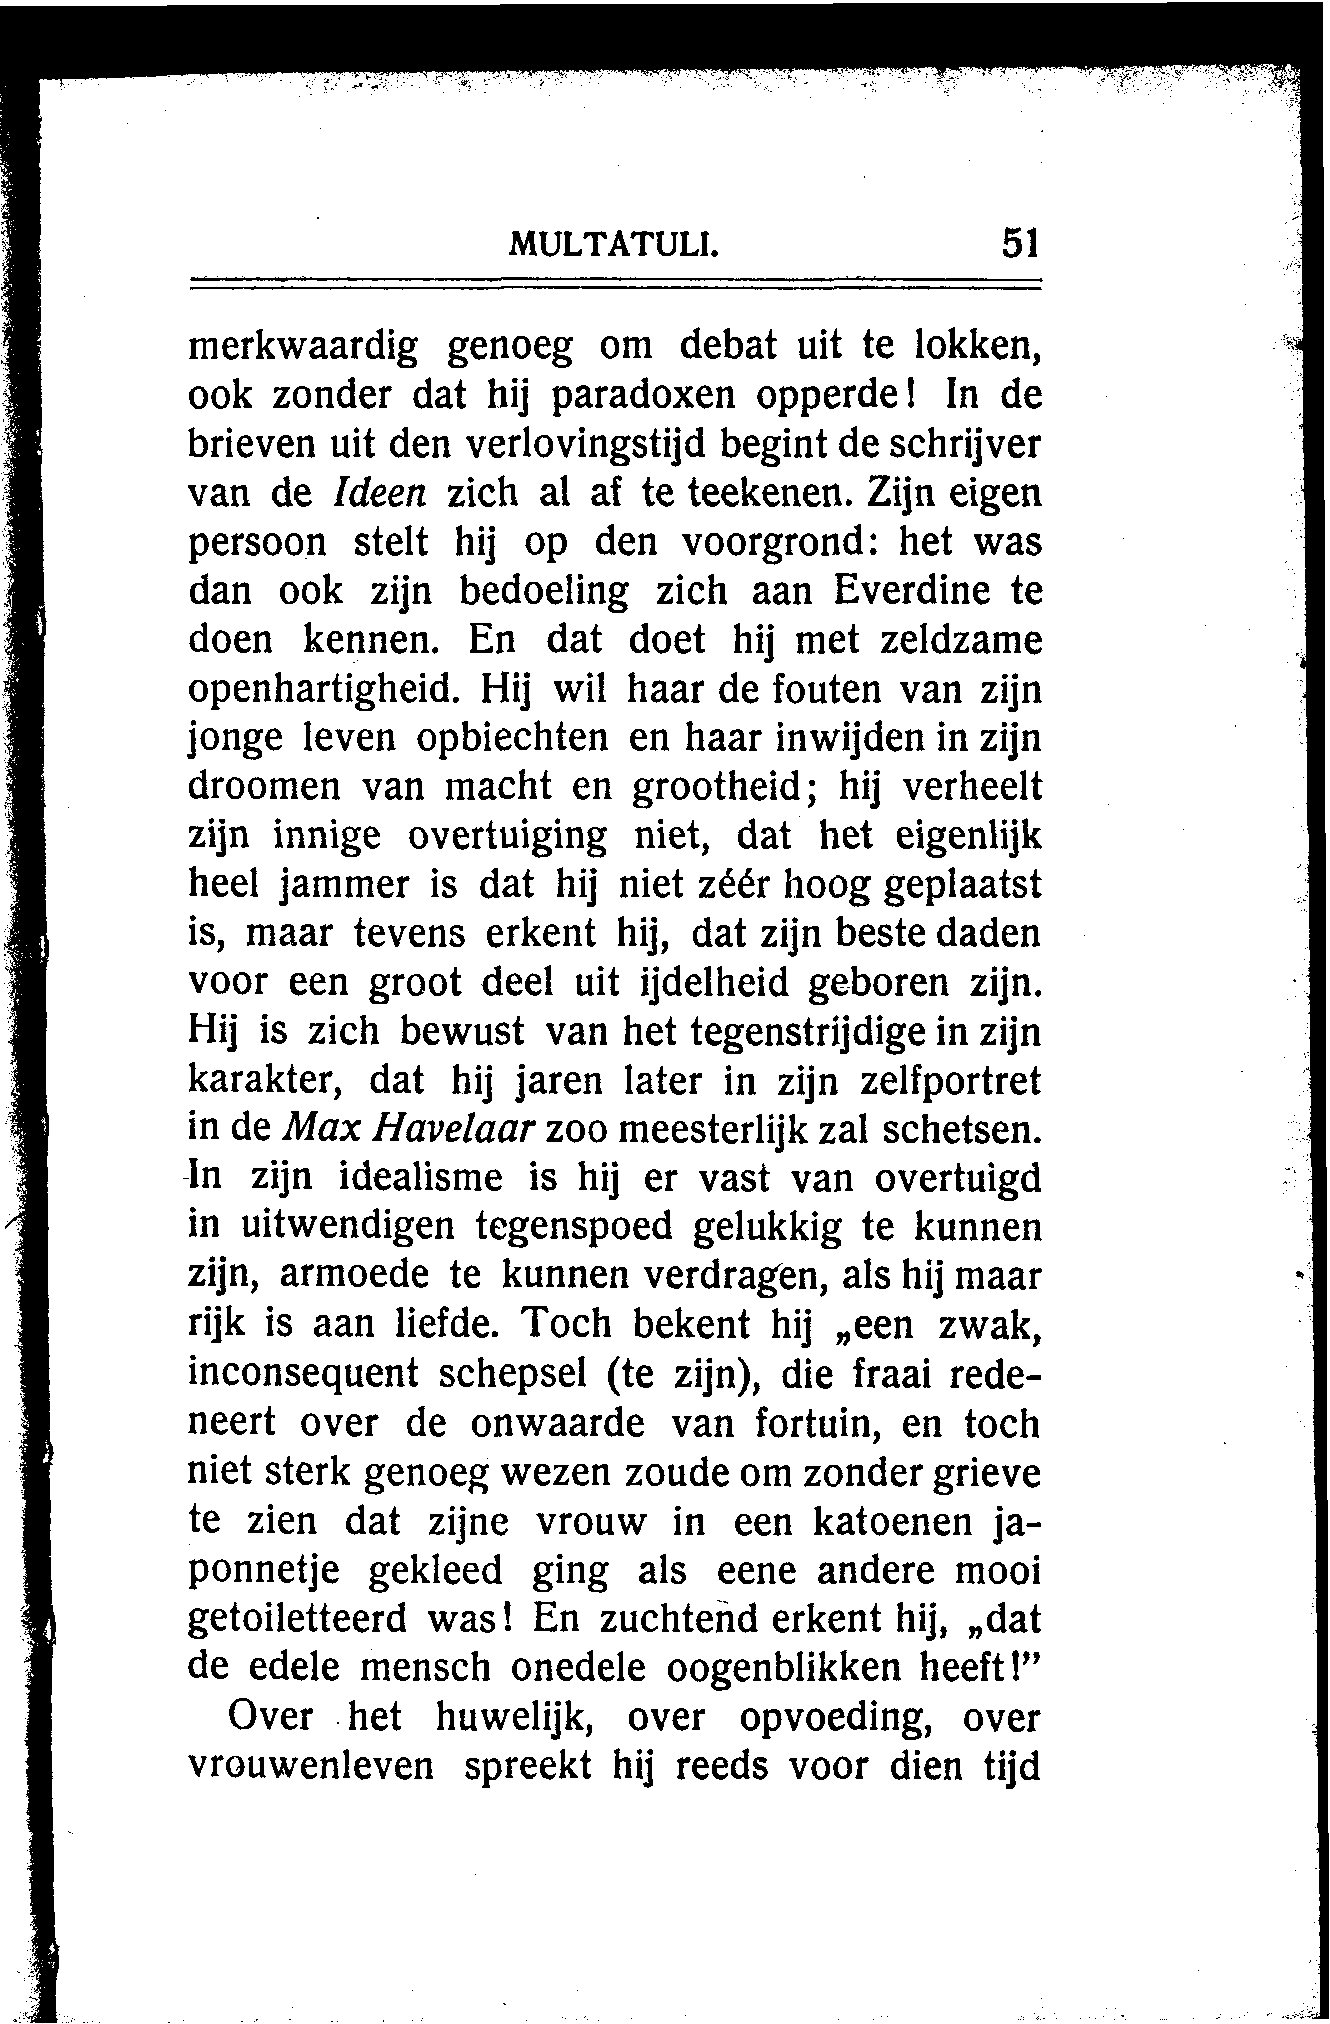 MULTATULI. 51
merkwaardig genoeg om debat uit te lokken,
ook zonder dat hij paradoxen opperde! In de
brieven uit den verlovingstijd begint de schrijver
van de Ideen zich al af te teekenen. Zijn eigen
persoon stelt hij op den voorgrond: het was
dan ook zijn bedoeling zich aan Everdine te
doen kennen. En dat doet hij met zeldzame
openhartigheid. Hij wil haar de fouten van zijn
jonge leven opbiechten en haar inwijden in zijn
droomen van macht en grootheid; hij verheelt
zijn innige overtuiging niet, dat het eigenlijk
heel jammer is dat hij niet zéér hoog geplaatst
is, maar tevens erkent hij, dat zijn beste daden
voor een groot deel uit ijdelheid geboren zijn.
Hij is zich bewust van het tegenstrijdige in zijn
karakter, dat hij jaren later in zijn zelfportret
in de Max Havelaar zoo meesterlijk zal schetsen.
In zijn idealisme is hij er vast van overtuigd
in uitwendigen tegenspoed gelukkig te kunnen
zijn, armoede te kunnen verdragen, als hij maar
rijk is aan liefde. Toch bekent hij „een zwak,
inconsequent schepsel (te zijn), die fraai rede-
neert over de onwaarde van fortuin, en toch
niet sterk genoeg wezen zoude om zonder grieve
te zien dat zijne vrouw in een katoenen ja-
ponnetje gekleed ging als eene andere mooi
getoiletteerd was! En zuchtend erkent hij, „dat
de edele mensch onedele oogenblikken heeft!”
Over het huwelijk, over opvoeding, over
vrouwenleven spreekt hij reeds voor dien tijd